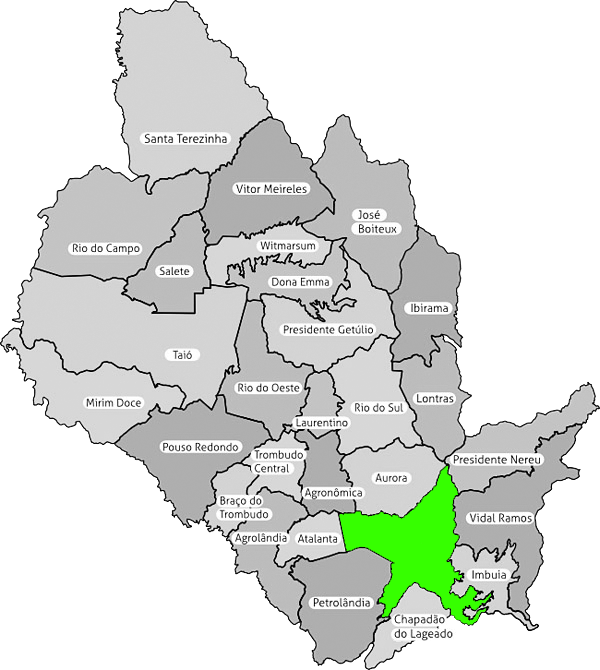 Santa Terezinha
Vitor Meireles
José
Boiteux
Rio do Campo
Witmarsum
Salete
Dona Emma
Ibirama
Presidente Getúlio
Taió
Rio do Oeste
Lontras
Mirim Doce
Rio do Sul
Laurentino
Pouso Redondo
Trombudo
Central
Presidente Nereu
Aurora
Agronômica
Braço do
Trombudo
Vidal Ramos
Agrolândia
Atalanta
Imbuia
Petrolândia
Chapadão
do Lageado